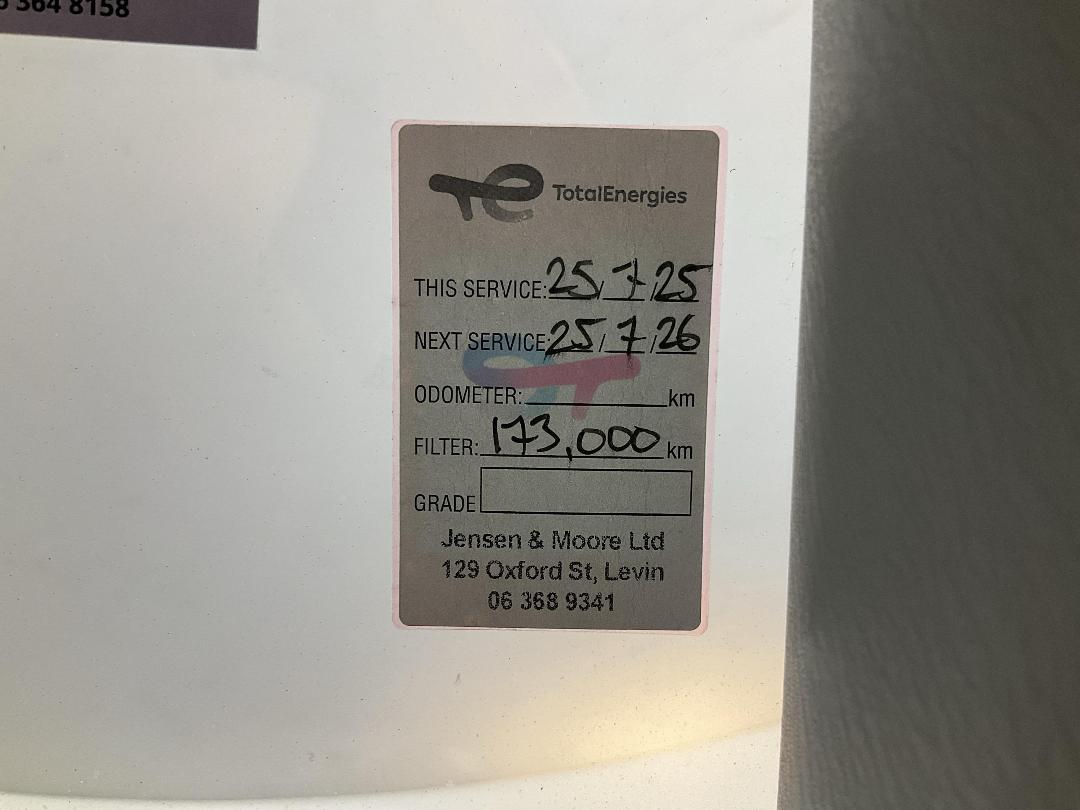 364 8158
TotalEnergies
THIS SERVICE: 25/7/25
NEXT SERVICE: 25/7/26
ODOMETER: km
FILTER: 173,000 km
GRADE
Jensen & Moore Ltd
129 Oxford St, Levin
06 368 9341